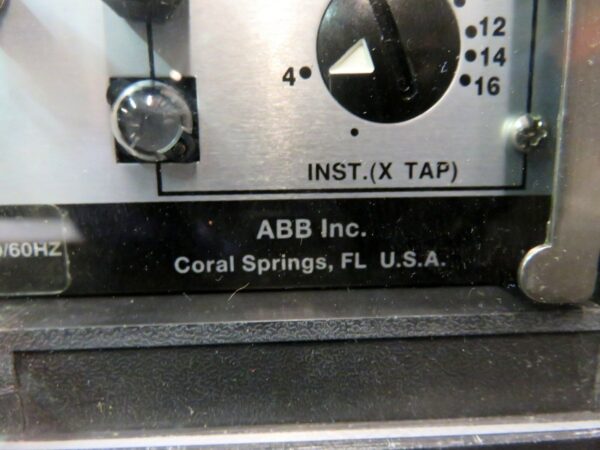 12
14
4
16
INST.(X TAP)
/60HZ
ABB Inc.
Coral Springs, FL U.S.A.